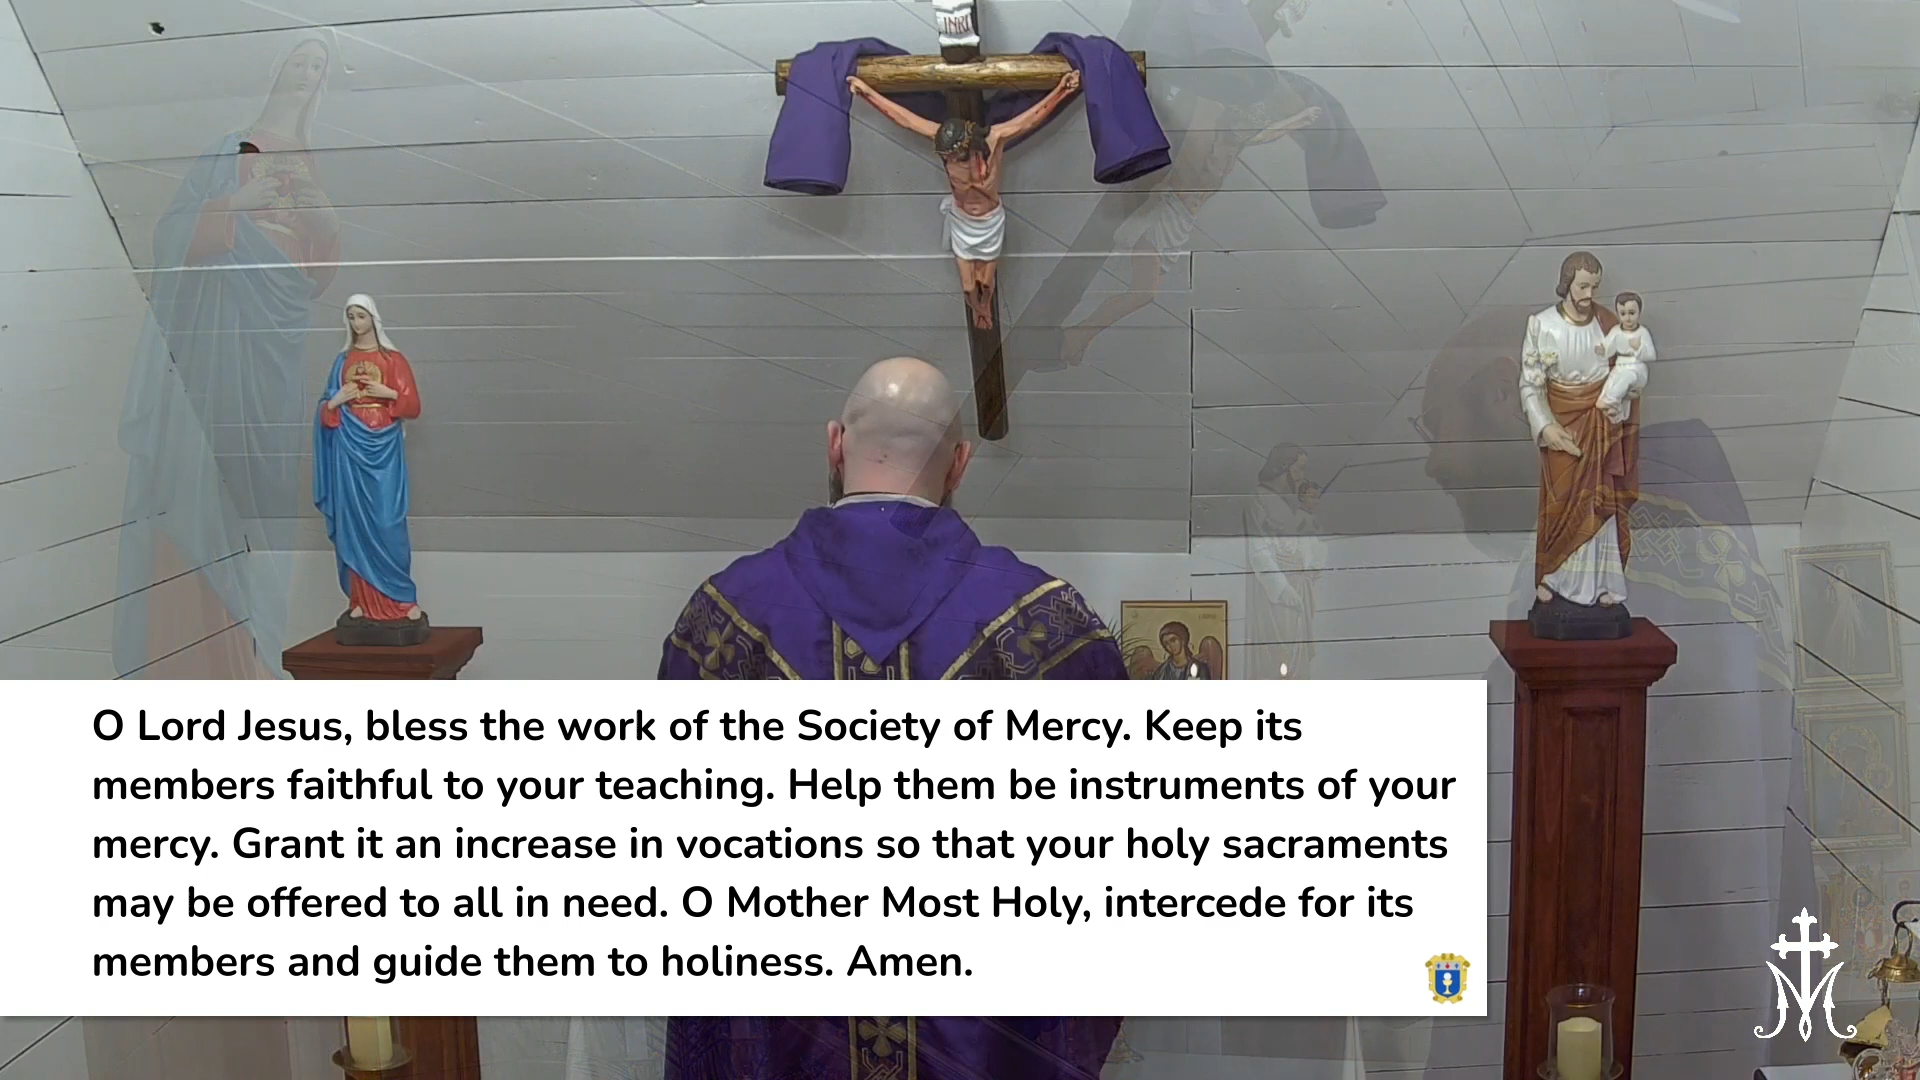 INRI
O Lord Jesus, bless the work of the Society of Mercy. Keep its
members faithful to your teaching. Help them be instruments of your
mercy. Grant it an increase in vocations so that your holy sacraments
may be offered to all in need. O Mother Most Holy, intercede for its
members and guide them to holiness. Amen.